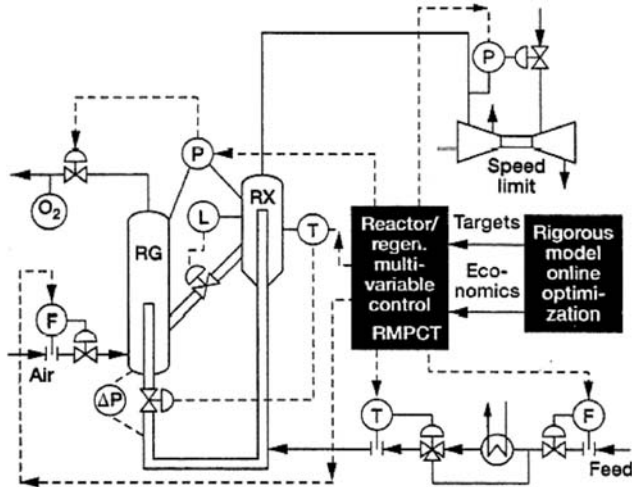 P
Speed
limit
P
O2
RX
L
T
RG
Reactor/
regen.
multi-
variable
control
RMPCT
Targets
Eco-
nomics
Rigorous
model
online
optimi-
zation
F
Air
ΔP
T
F
Feed